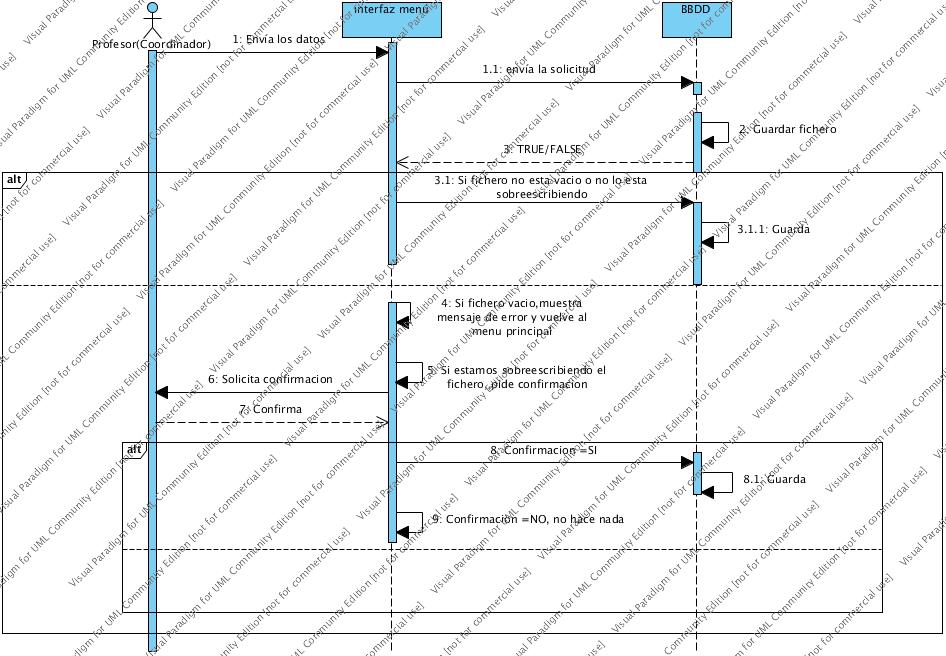 interfaz menú
BBDD
Profesor(Coordinador)
1: Envía los datos
1.1: envía la solicitud
2: Guardar fichero
3: TRUE/FALSE
alt
3.1: Si fichero no esta vacio o no lo esta
sobreescribiendo
3.1.1: Guarda
4: Si fichero vacio,muestra
mensaje de error y vuelve al
menu principal
5: Si estamos sobreescribiendo el
fichero, pide confirmacion
6: Solicita confirmacion
7: Confirma
alt
8: Confirmacion =SI
8.1: Guarda
9: Confirmacion =NO, no hace nada
Visual Paradigm for UML Community Edition [not for commercial use]